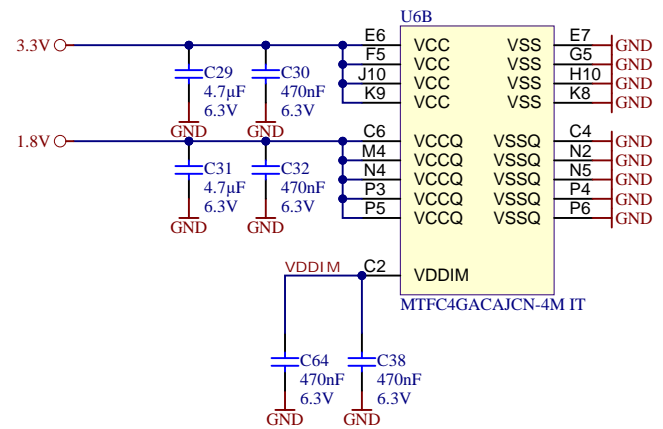 U6B
3.3V
E6 VCC VSS E7 GND
F5 VCC VSS G5 GND
J10 VCC VSS H10 GND
K9 VCC VSS K8 GND
C29
4.7µF
6.3V
GND
C30
470nF
6.3V
GND
1.8V
C6 VCCQ VSSQ C4 GND
M4 VCCQ VSSQ N2 GND
N4 VCCQ VSSQ N5 GND
P3 VCCQ VSSQ P4 GND
P5 VCCQ VSSQ P6 GND
C31
4.7µF
6.3V
GND
C32
470nF
6.3V
GND
VDDIM C2 VDDIM
MTFC4GACAJCN-4M IT
C64
470nF
6.3V
GND
C38
470nF
6.3V
GND